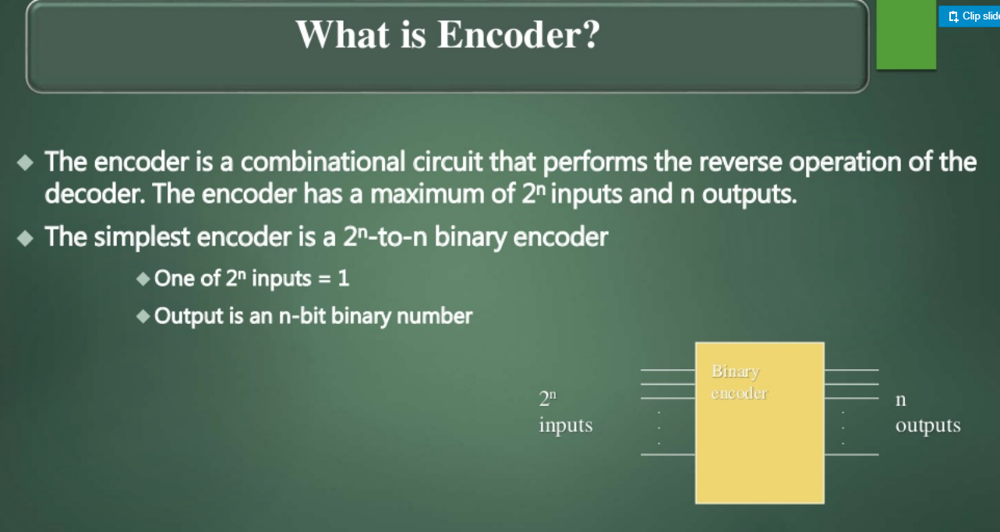 What is Encoder?
Clip slide
The encoder is a combinational circuit that performs the reverse operation of the
decoder. The encoder has a maximum of 2ⁿ inputs and n outputs.
The simplest encoder is a 2ⁿ-to-n binary encoder
One of 2ⁿ inputs = 1
Output is an n-bit binary number
Binary
encoder
2ⁿ
inputs
n
outputs